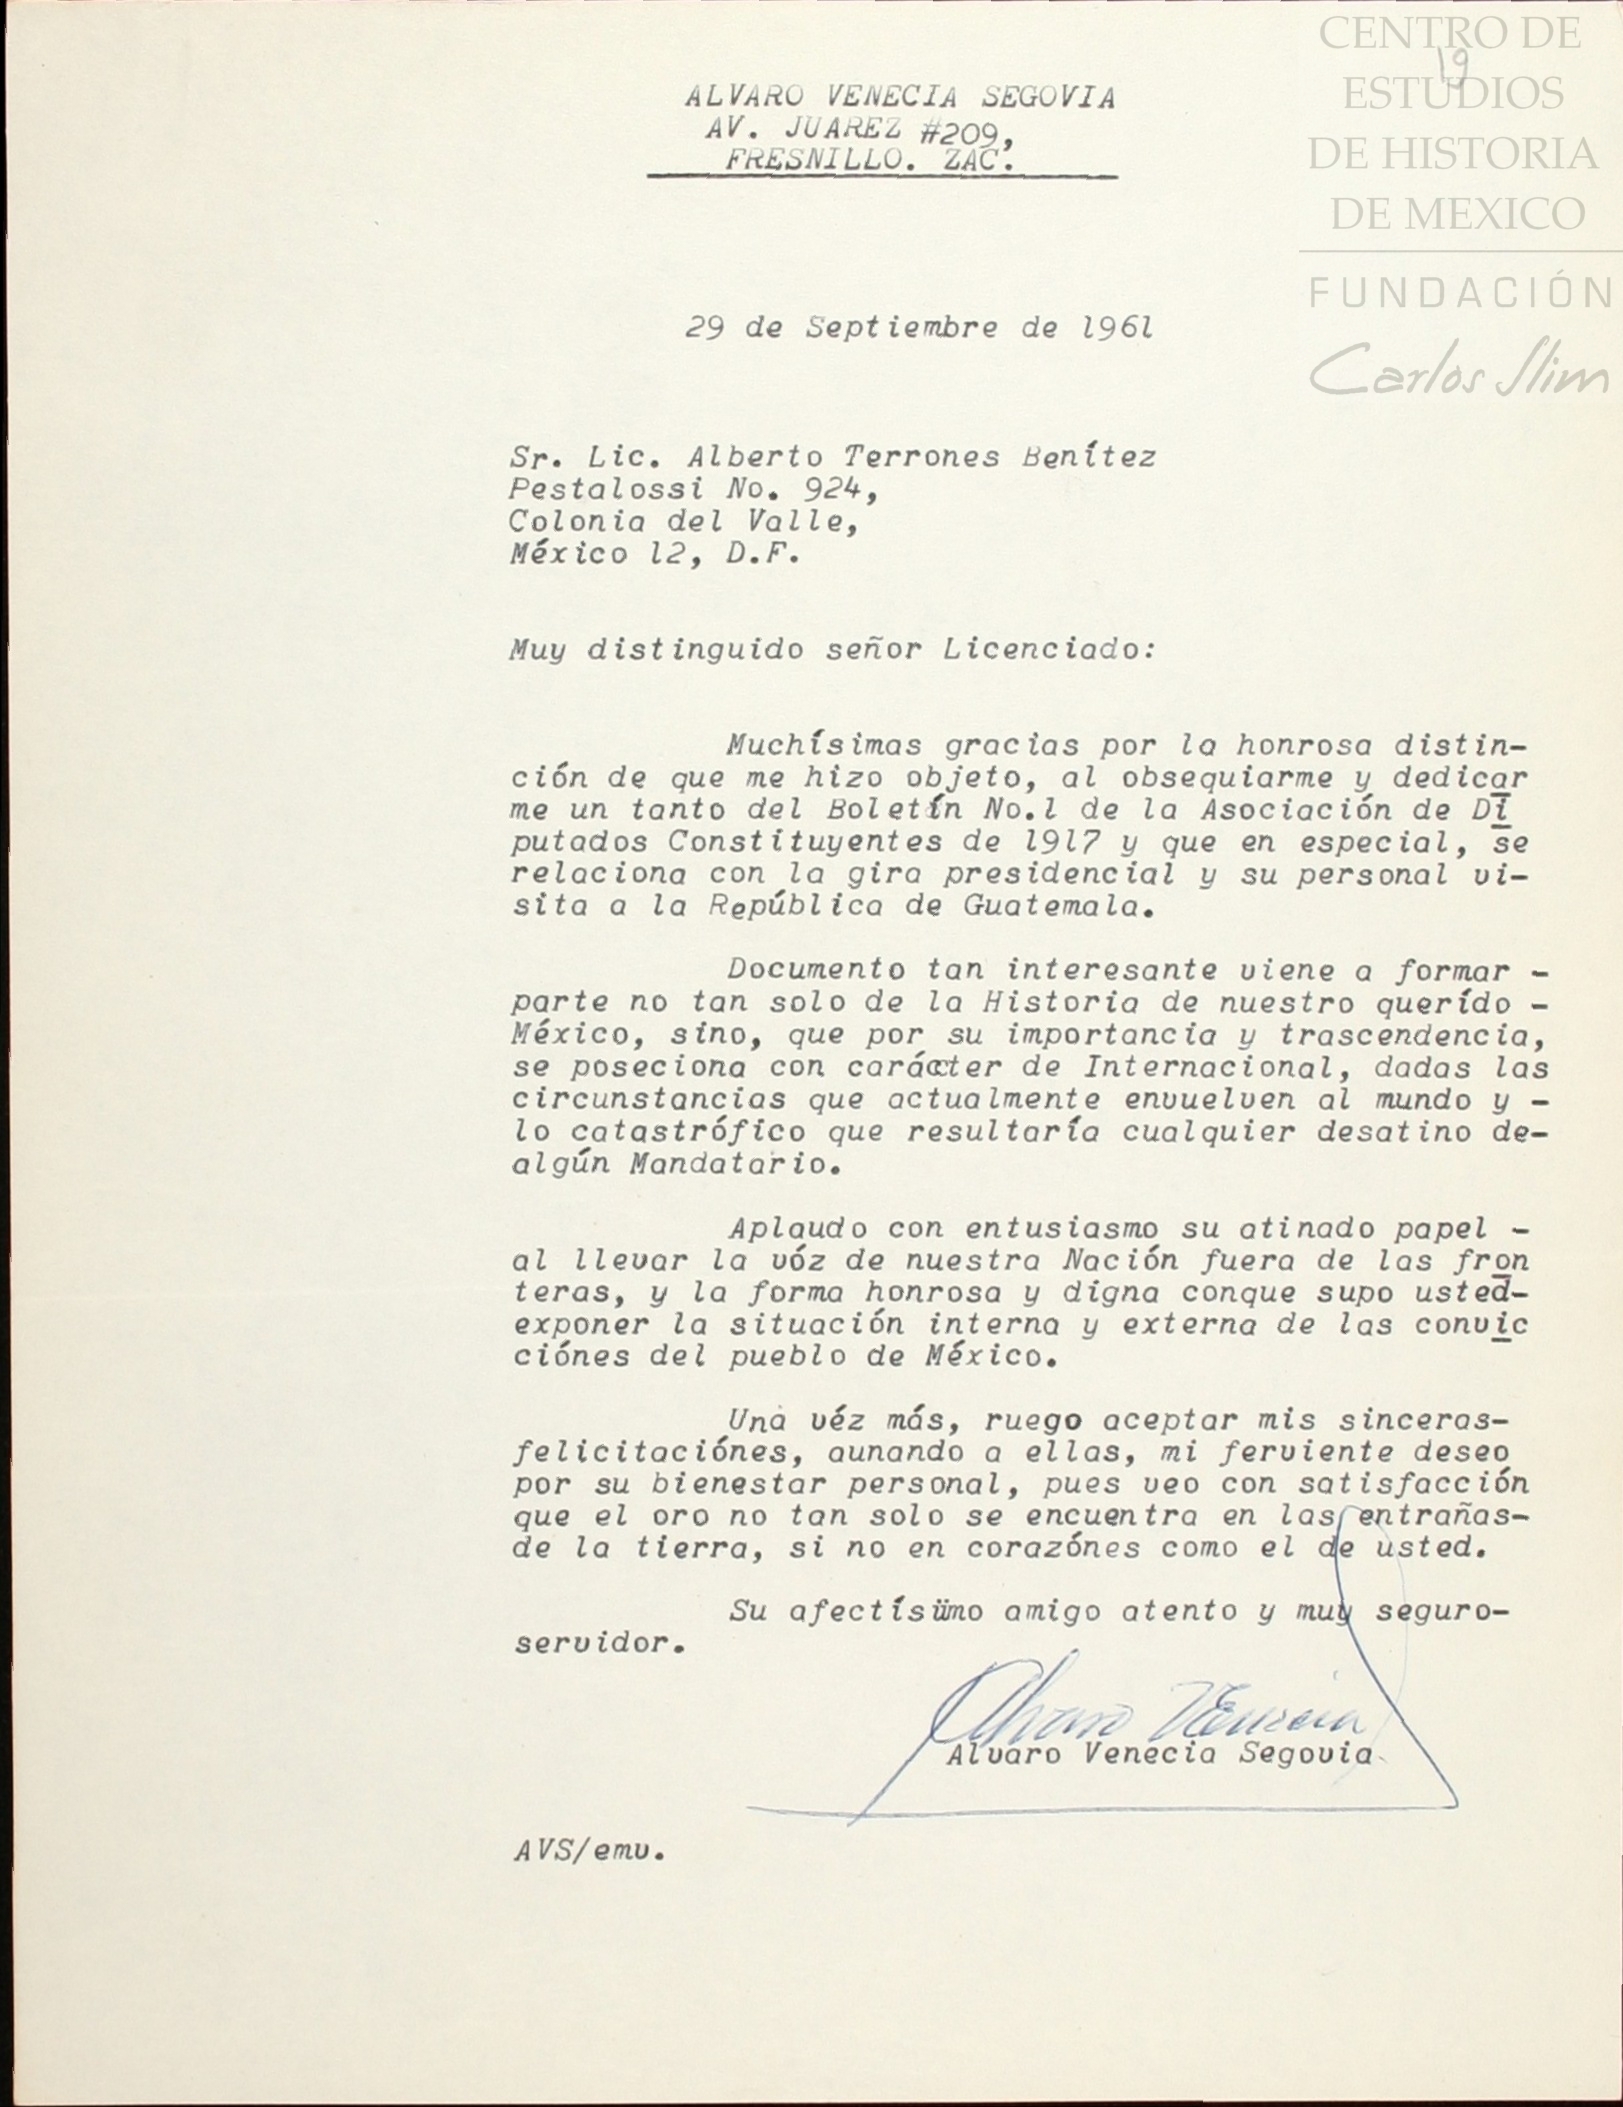 CENTRO DE
ESTUDIOS
DE HISTORIA
DE MEXICO
FUNDACIÓN
Carlos Slim
19
ALVARO VENECIA SEGOVIA
AV. JUAREZ #209,
FRESNILLO. ZAC.
29 de Septiembre de 1961
Sr. Lic. Alberto Terrones Benítez
Pestalossi No. 924,
Colonia del Valle,
México 12, D.F.
Muy distinguido señor Licenciado:
Muchísimas gracias por la honrosa distin-
ción de que me hizo objeto, al obsequiarme y dedicar
me un tanto del Boletín No.1 de la Asociación de Di
putados Constituyentes de 1917 y que en especial, se
relaciona con la gira presidencial y su personal vi-
sita a la República de Guatemala.
Documento tan interesante viene a formar -
parte no tan solo de la Historia de nuestro querído -
México, sino, que por su importancia y trascendencia,
se poseciona con carácter de Internacional, dadas las
circunstancias que actualmente envuelven al mundo y -
lo catastrófico que resultaría cualquier desatino de-
algún Mandatario.
Aplaudo con entusiasmo su atinado papel -
al llevar la vóz de nuestra Nación fuera de las fron
teras, y la forma honrosa y digna conque supo usted-
exponer la situación interna y externa de las convic
ciónes del pueblo de México.
Una véz más, ruego aceptar mis sinceras-
felicitaciónes, aunando a ellas, mi ferviente deseo
por su bienestar personal, pues veo con satisfacción
que el oro no tan solo se encuentra en las entrañas-
de la tierra, si no en corazónes como el de usted.
Su afectísimo amigo atento y muy seguro-
servidor.
Alvaro Venecia
Alvaro Venecia Segovia
AVS/emv.